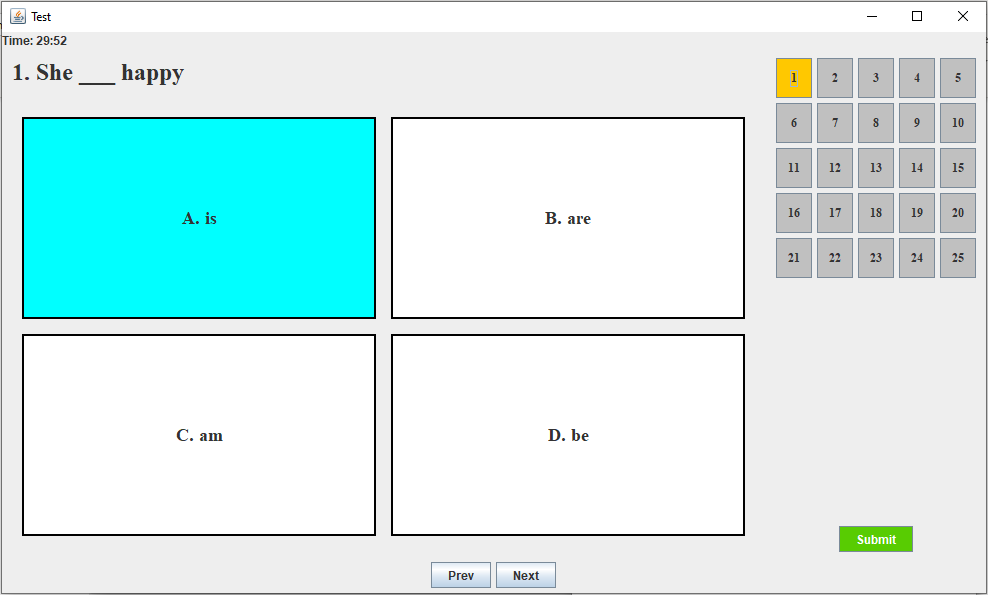 Test
Time: 29:52
1. She ___ happy
A. is
B. are
C. am
D. be
1 2 3 4 5
6 7 8 9 10
11 12 13 14 15
16 17 18 19 20
21 22 23 24 25
Submit
Prev Next